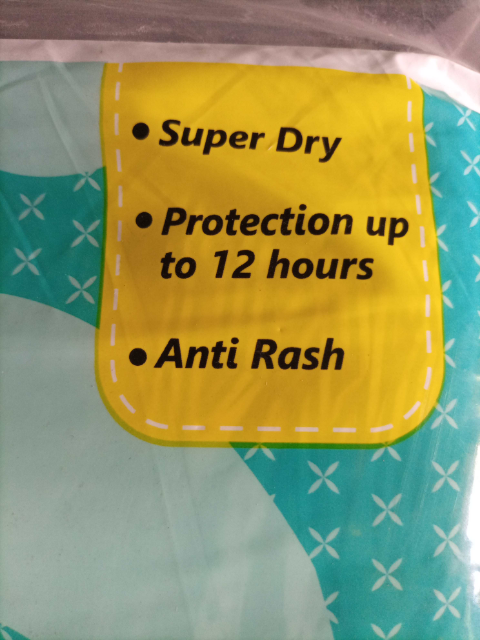 • Super Dry
• Protection up
to 12 hours
• Anti Rash